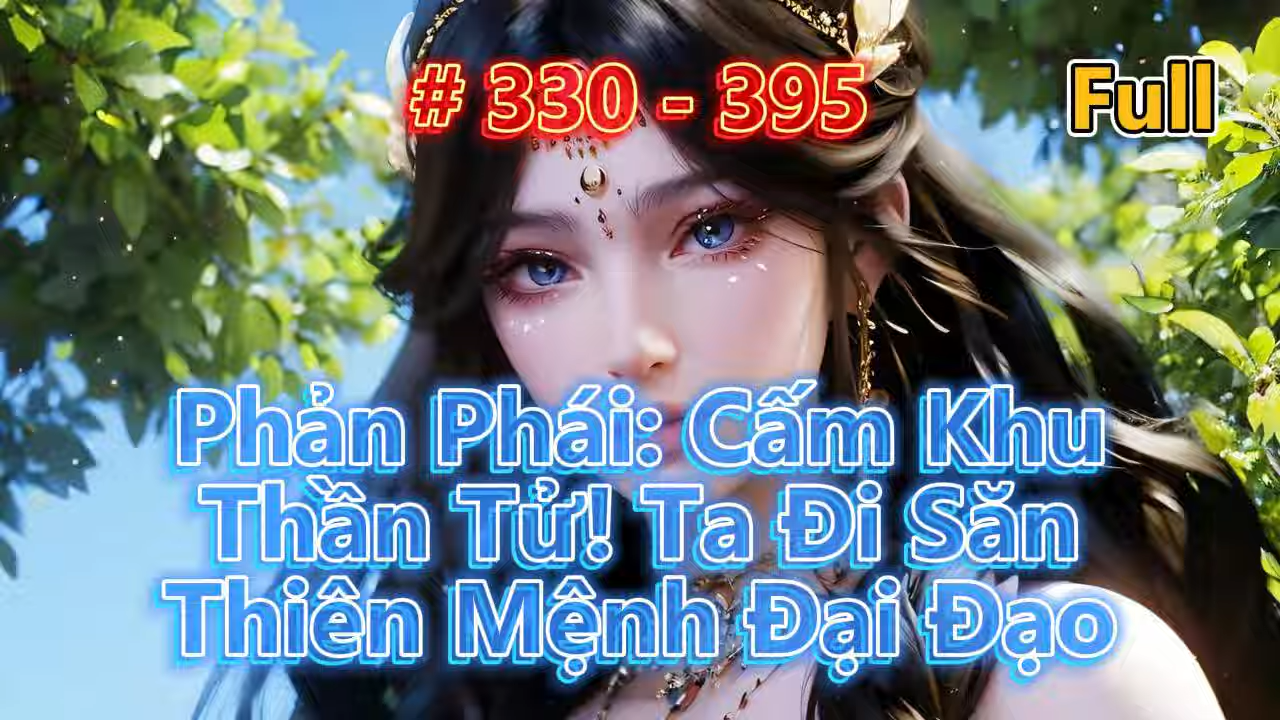 # 330 - 395
Full
Phản Phái: Cấm Khu
Thần Tử! Ta Đi Săn
Thiên Mệnh Đại Đạo